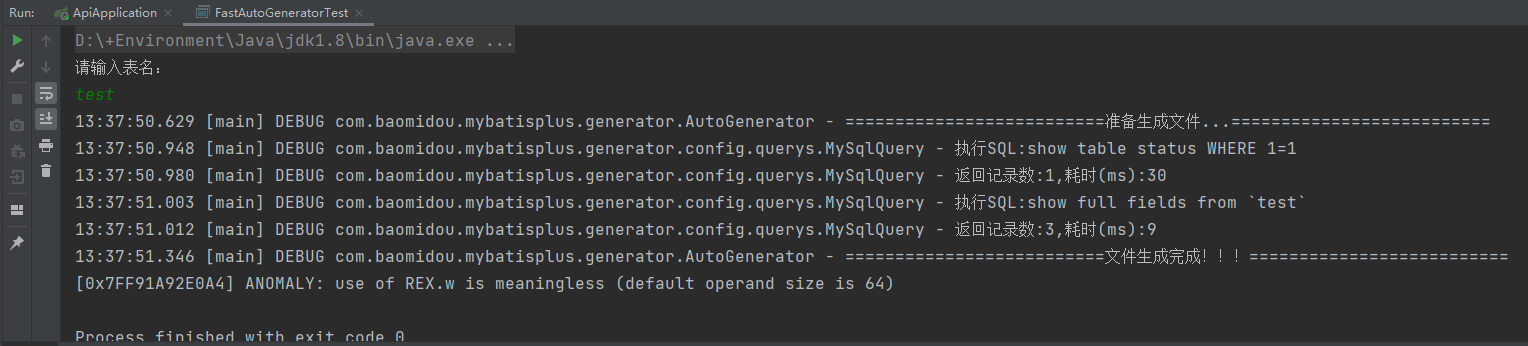 Run: ApiApplication × FastAutoGeneratorTest ×
D:\+Environment\Java\jdk1.8\bin\java.exe ...
请输入表名：
test
13:37:50.629 [main] DEBUG com.baomidou.mybatisplus.generator.AutoGenerator - ==========================准备生成文件...==========================
13:37:50.948 [main] DEBUG com.baomidou.mybatisplus.generator.config.querys.MySqlQuery - 执行SQL:show table status WHERE 1=1
13:37:50.980 [main] DEBUG com.baomidou.mybatisplus.generator.config.querys.MySqlQuery - 返回记录数:1,耗时(ms):30
13:37:51.003 [main] DEBUG com.baomidou.mybatisplus.generator.config.querys.MySqlQuery - 执行SQL:show full fields from `test`
13:37:51.012 [main] DEBUG com.baomidou.mybatisplus.generator.config.querys.MySqlQuery - 返回记录数:3,耗时(ms):9
13:37:51.346 [main] DEBUG com.baomidou.mybatisplus.generator.AutoGenerator - ==========================文件生成完成！！！==========================
[0x7FF91A92E0A4] ANOMALY: use of REX.w is meaningless (default operand size is 64)
Process finished with exit code 0